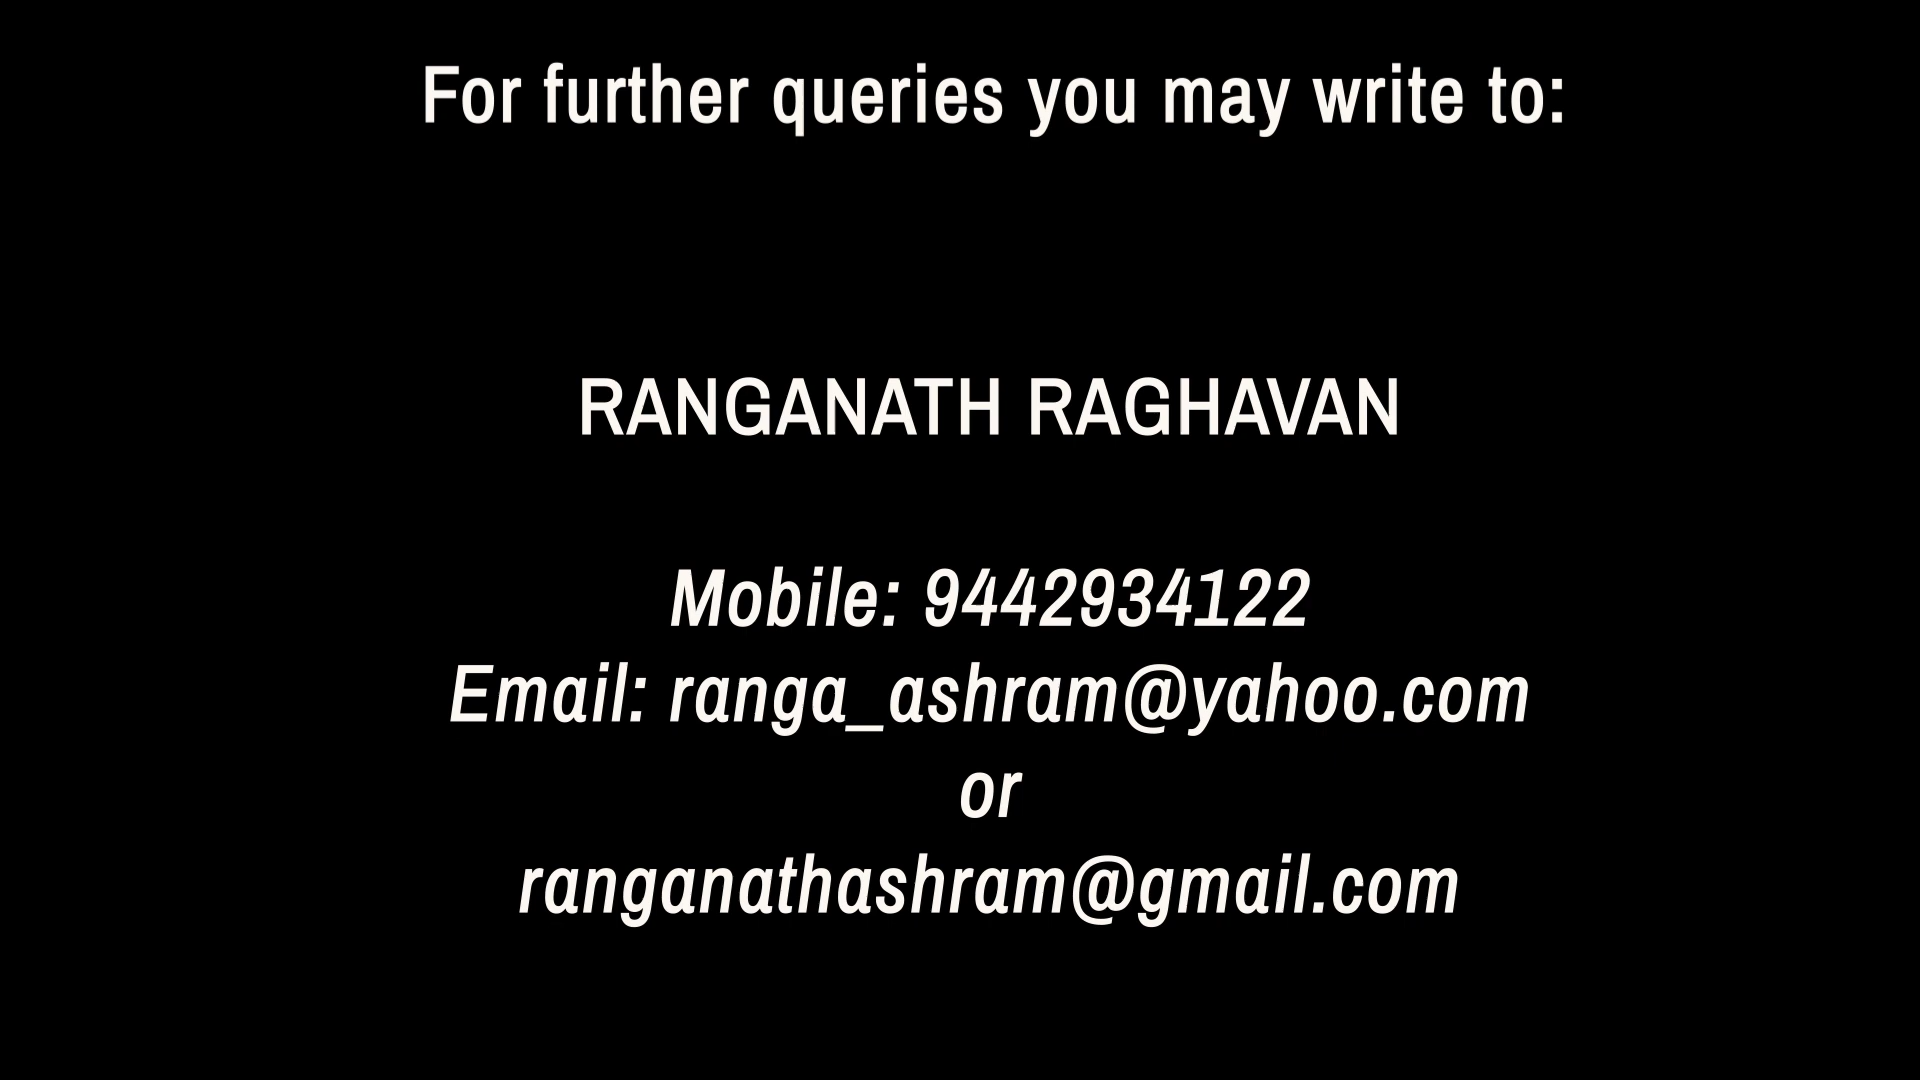 For further queries you may write to:
RANGANATH RAGHAVAN
Mobile: 9442934122
Email: ranga_ashram@yahoo.com
or
ranganathashram@gmail.com